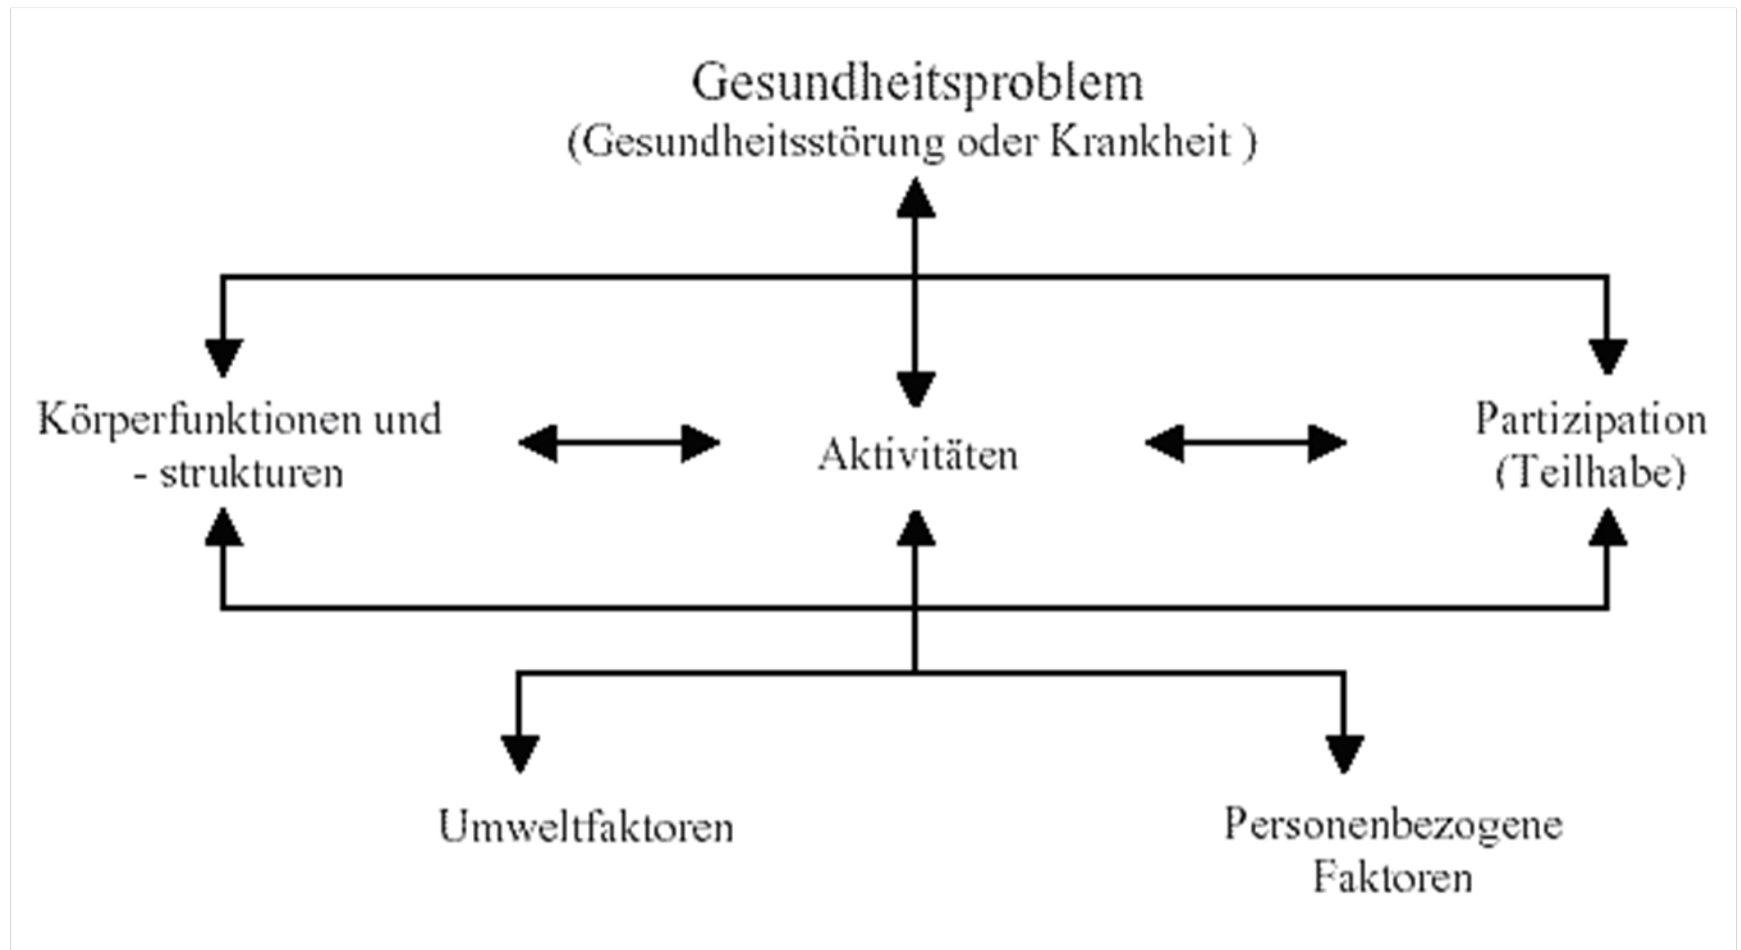 Gesundheitsproblem
(Gesundheitsstörung oder Krankheit )
Körperfunktionen und
- strukturen
Aktivitäten
Partizipation
(Teilhabe)
Umweltfaktoren
Personenbezogene
Faktoren